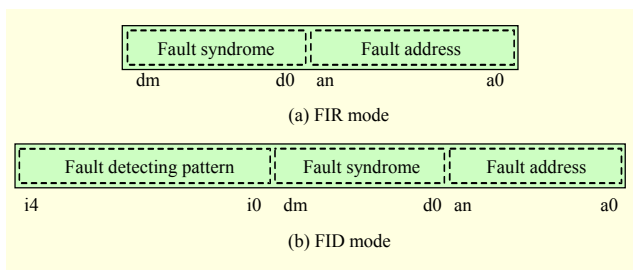 Fault syndrome Fault address
dm d0 an a0
(a) FIR mode
Fault detecting pattern Fault syndrome Fault address
i4 i0 dm d0 an a0
(b) FID mode